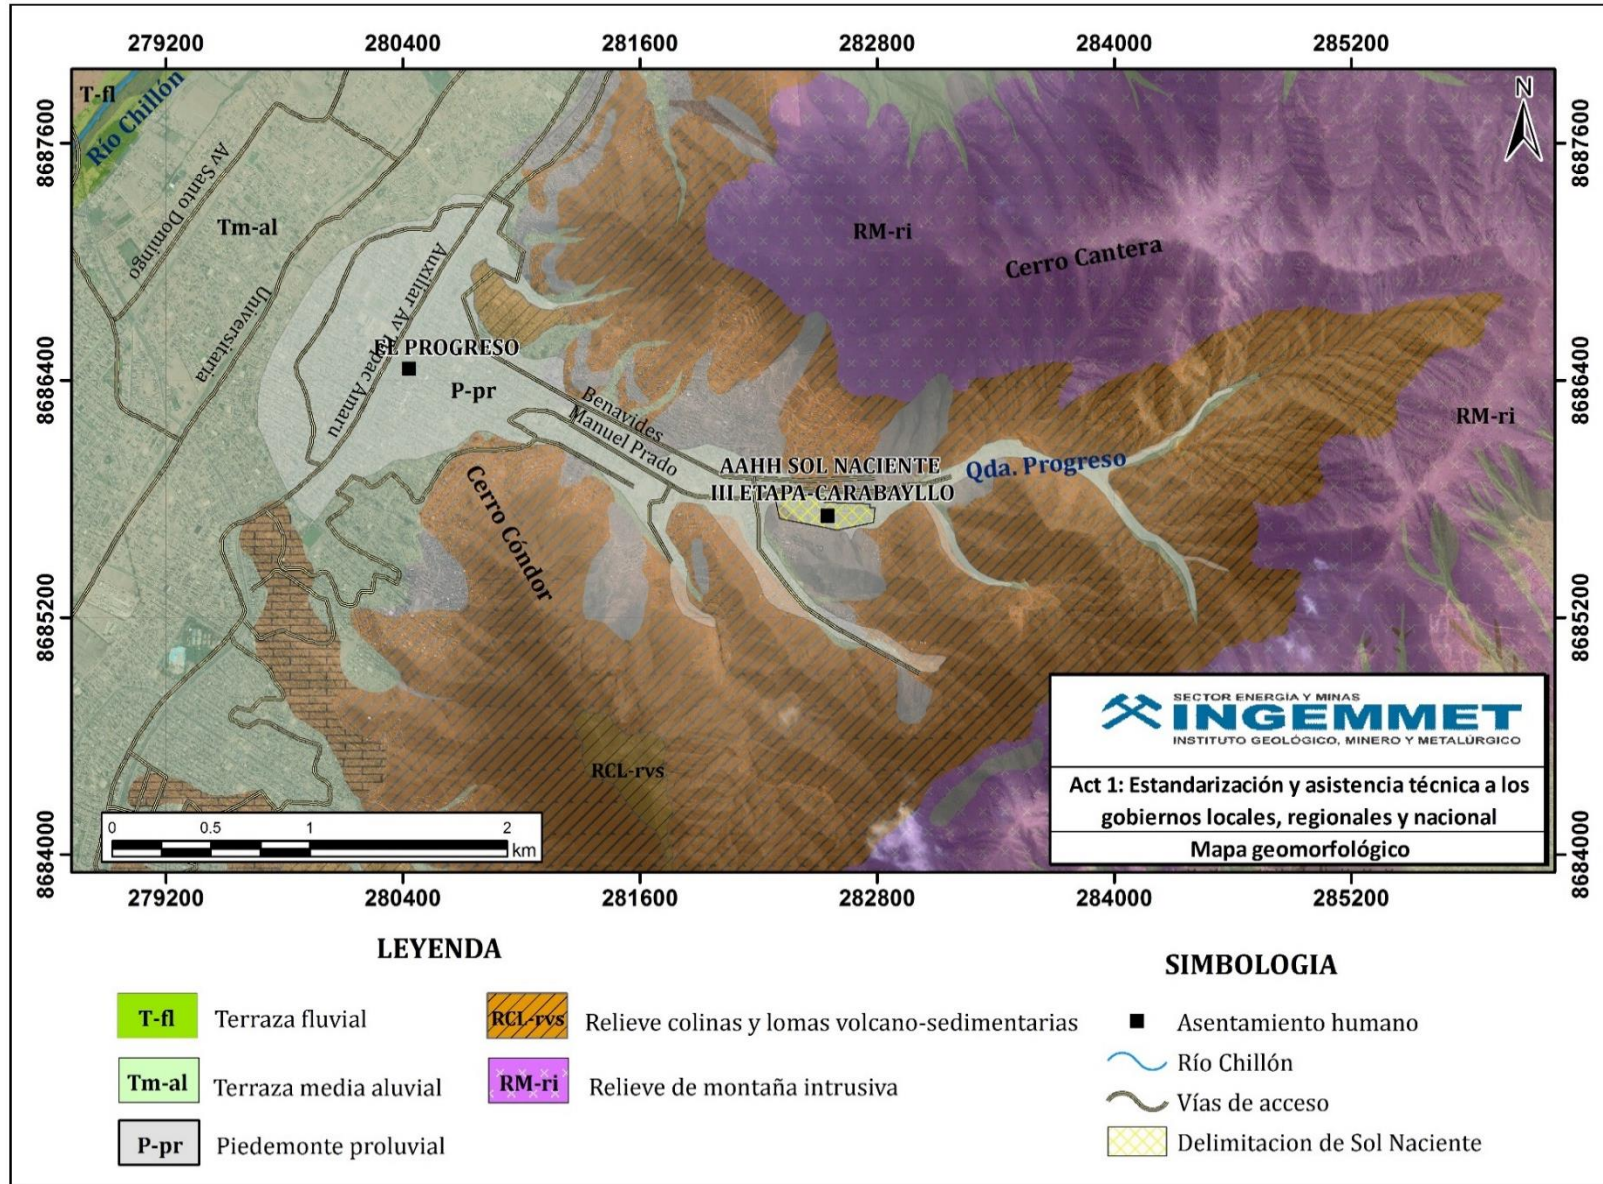 279200 280400 281600 282800 284000 285200
N
8687600
8687600
T-fl
Río Chillón
Av Santo Domingo
Tm-al
Universitaria
Auxilliar Av Tupac Amaru
EL PROGRESO
P-pr
Benavides
Manuel Prado
RM-ri
Cerro Cantera
8686400
8686400
RM-ri
AAHH SOL NACIENTE
III ETAPA-CARABAYLLO
Qda. Progreso
Cerro Cóndor
8685200
8685200
RCL-rvs
SECTOR ENERGÍA Y MINAS
INGEMMET
INSTITUTO GEOLÓGICO, MINERO Y METALÚRGICO
Act 1: Estandarización y asistencia técnica a los
gobiernos locales, regionales y nacional
Mapa geomorfológico
0 0.5 1 2
km
8684000
8684000
279200 280400 281600 282800 284000 285200
LEYENDA
T-fl Terraza fluvial
Tm-al Terraza media aluvial
P-pr Piedemonte proluvial
RCL-rvs Relieve colinas y lomas volcano-sedimentarias
RM-ri Relieve de montaña intrusiva
SIMBOLOGIA
Asentamiento humano
Río Chillón
Vías de acceso
Delimitacion de Sol Naciente